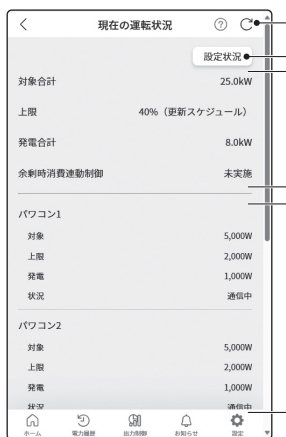 現在の運転状況
設定状況
対象合計 25.0kW
上限 40%（更新スケジュール）
発電合計 8.0kW
余剰時消費連動制御 未実施
パワコン1
対象 5,000W
上限 2,000W
発電 1,000W
状況 通信中
パワコン2
対象 5,000W
上限 2,000W
発電 1,000W
状況 通信中
ホーム 電力履歴 出力制御 お知らせ 設定